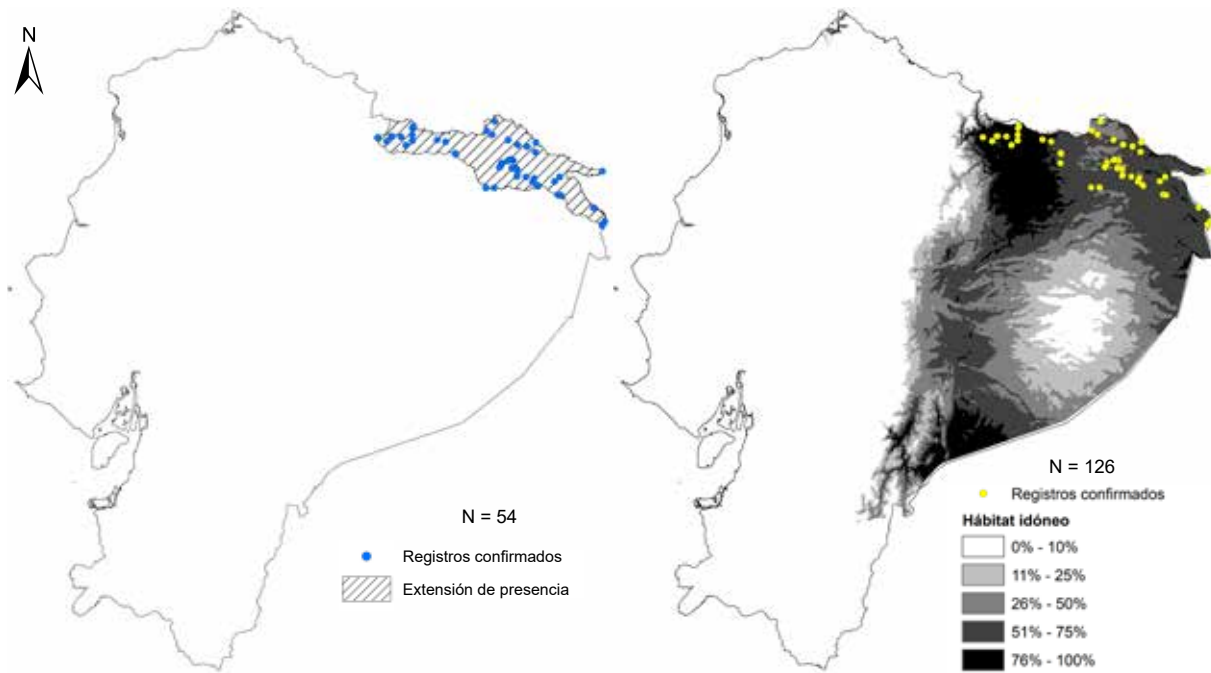 N
N = 54
Registros confirmados
Extensión de presencia
N = 126
Registros confirmados
Hábitat idóneo
0% - 10%
11% - 25%
26% - 50%
51% - 75%
76% - 100%